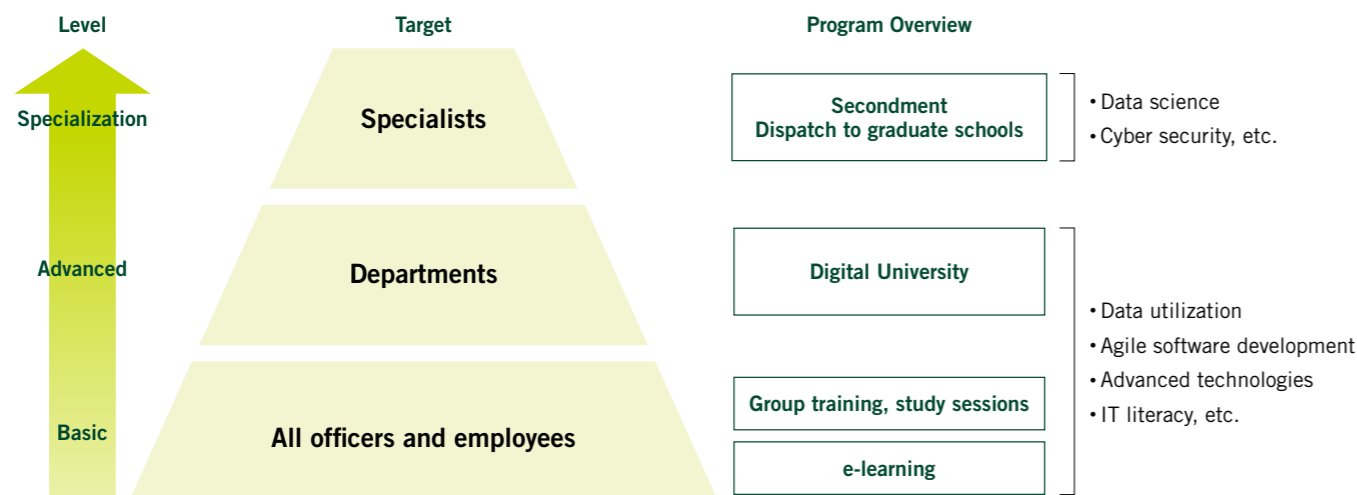 Level
Target
Program Overview
Specialization
Specialists
Secondment
Dispatch to graduate schools
• Data science
• Cyber security, etc.
Advanced
Departments
Digital University
• Data utilization
• Agile software development
• Advanced technologies
• IT literacy, etc.
Basic
All officers and employees
Group training, study sessions
e-learning